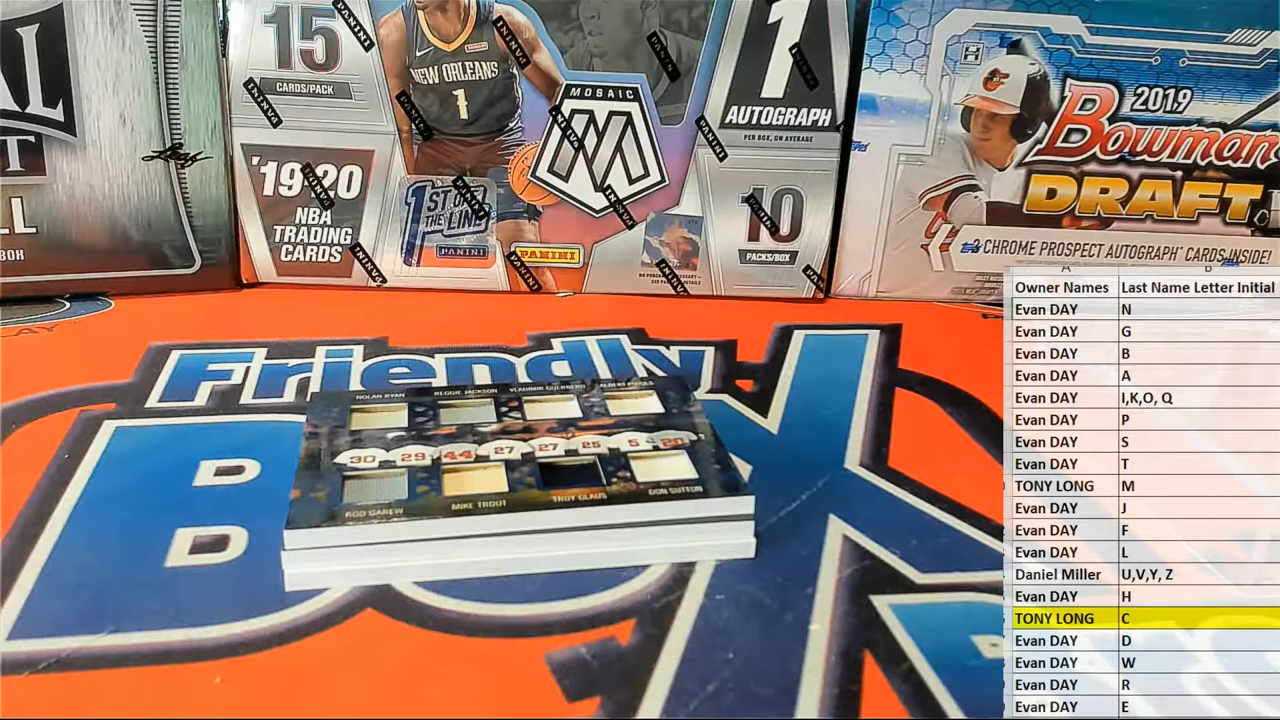 15
CARDS/PACK
'19-20
NBA
TRADING
CARDS
NEW ORLEANS
1
1ST OFF
THE LINE
PANINI
PANINI
MOSAIC
1
AUTOGRAPH
PER BOX, ON AVERAGE
10
PACKS/BOX
Leaf
BOX
2019
Bowman
DRAFT
CHROME PROSPECT AUTOGRAPH CARDS INSIDE!
Friendly
BOX
NOLAN RYAN REGGIE JACKSON VLADIMIR GUERRERO ALBERT PUJOLS
30 29 44 27 27 25 5 20
ROD CAREW MIKE TROUT TROY GLAUS DON SUTTON
A B
Owner Names Last Name Letter Initial
Evan DAY N
Evan DAY G
Evan DAY B
Evan DAY A
Evan DAY I,K,O, Q
Evan DAY P
Evan DAY S
Evan DAY T
TONY LONG M
Evan DAY J
Evan DAY F
Evan DAY L
Daniel Miller U,V,Y, Z
Evan DAY H
TONY LONG C
Evan DAY D
Evan DAY W
Evan DAY R
Evan DAY E